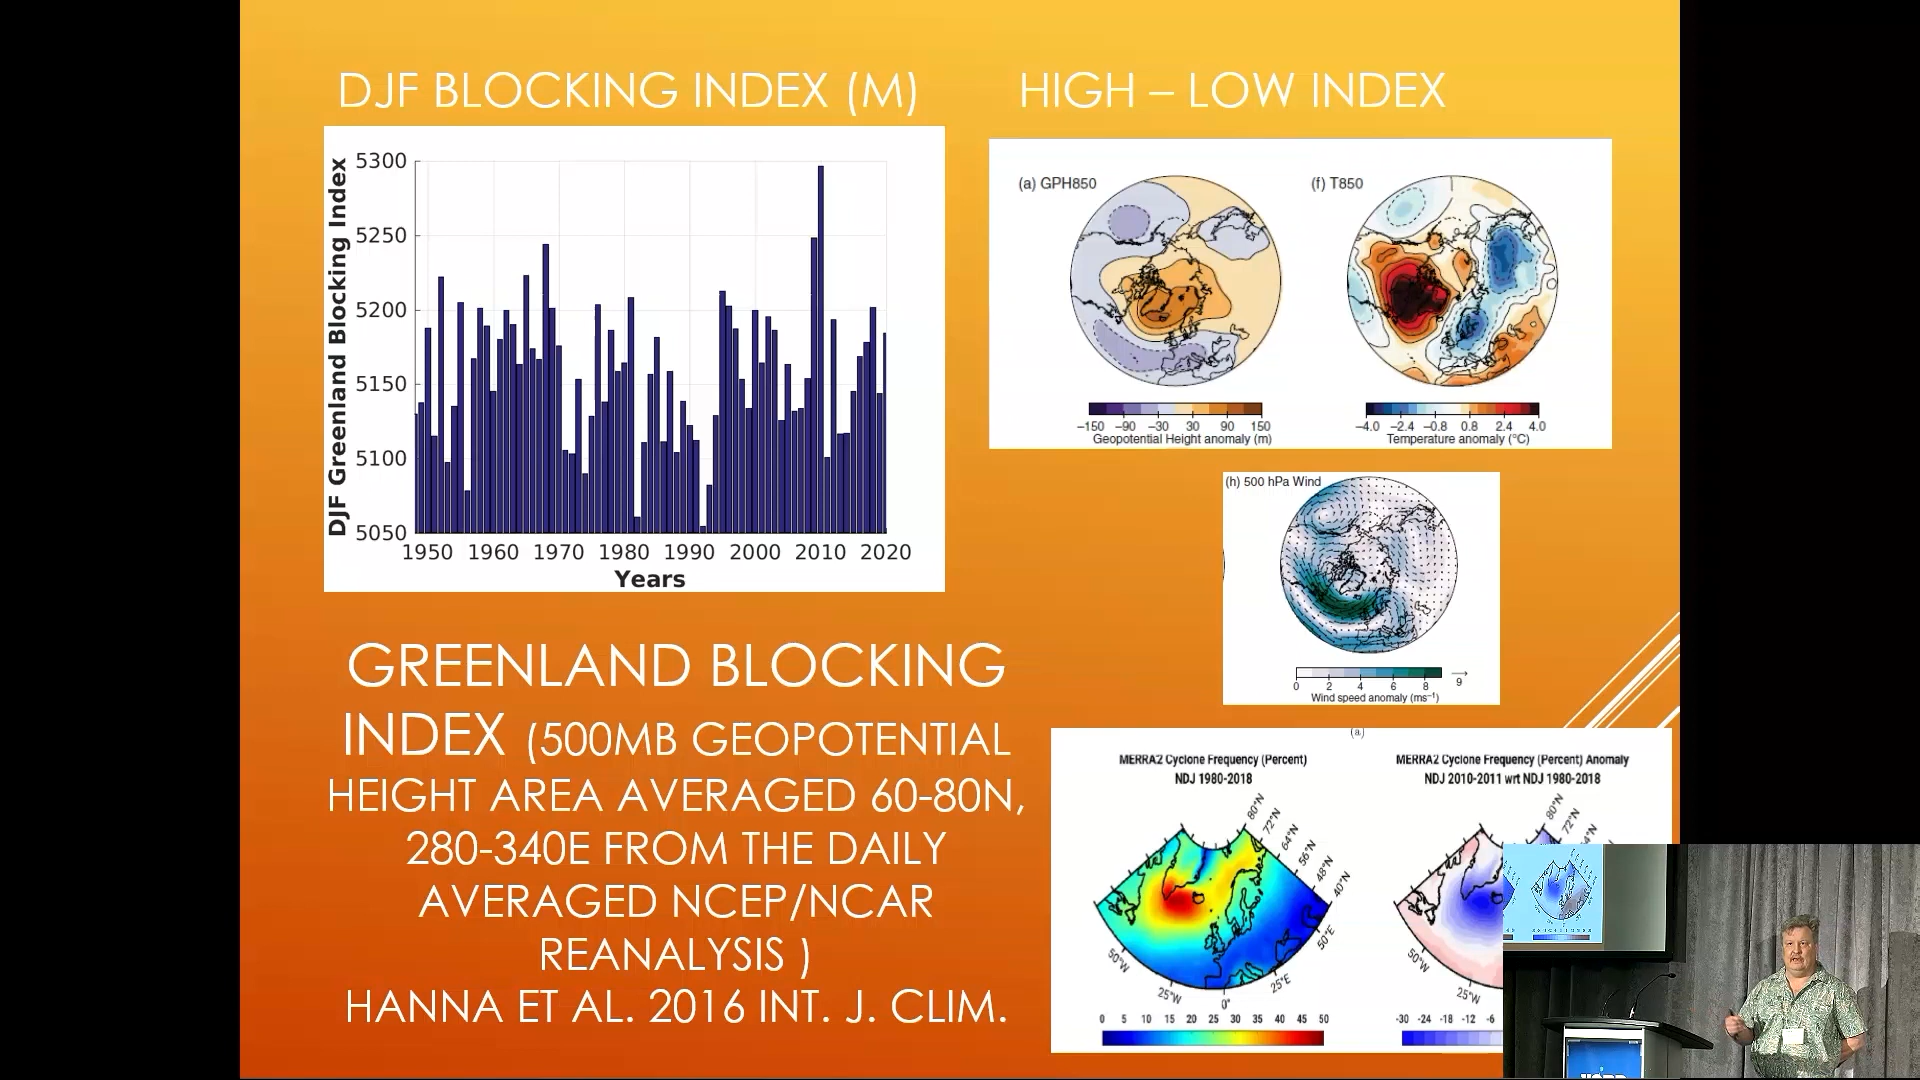 DJF BLOCKING INDEX (M)
HIGH – LOW INDEX
DJF Greenland Blocking Index
5300
5250
5200
5150
5100
5050
1950 1960 1970 1980 1990 2000 2010 2020
Years
(a) GPH850
−150 −90 −30 30 90 150
Geopotential Height anomaly (m)
(f) T850
−4.0 −2.4 −0.8 0.8 2.4 4.0
Temperature anomaly (°C)
(h) 500 hPa Wind
0 2 4 6 8 9
Wind speed anomaly (ms⁻¹)
GREENLAND BLOCKING
INDEX (500MB GEOPOTENTIAL
HEIGHT AREA AVERAGED 60-80N,
280-340E FROM THE DAILY
AVERAGED NCEP/NCAR
REANALYSIS )
HANNA ET AL. 2016 INT. J. CLIM.
(a)
MERRA2 Cyclone Frequency (Percent)
NDJ 1980-2018
80°N
72°N
64°N
56°N
48°N
40°N
50°W
25°W
0°
25°E
50°E
0 5 10 15 20 25 30 35 40 45 50
MERRA2 Cyclone Frequency (Percent) Anomaly
NDJ 2010-2011 wrt NDJ 1980-2018
80°N
72°N
50°W
25°W
-30 -24 -18 -12 -6